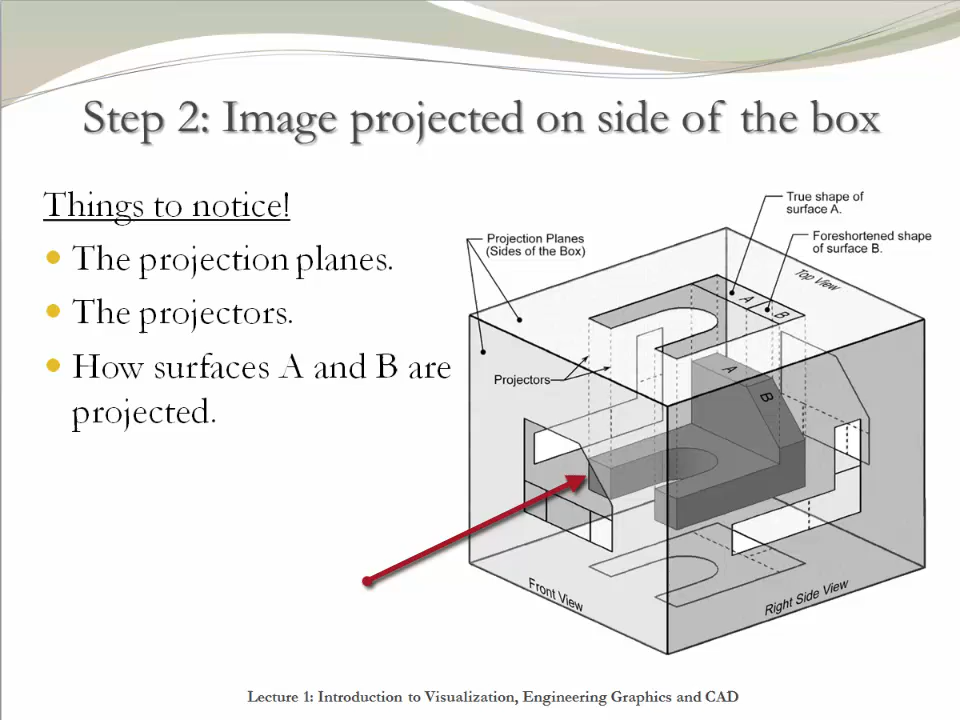 Step 2: Image projected on side of the box
Things to notice!
The projection planes.
The projectors.
How surfaces A and B are
projected.
True shape of
surface A.
Foreshortened shape
of surface B.
Projection Planes
(Sides of the Box)
Top View
A
B
Projectors
A
B
Front View
Right Side View
Lecture 1: Introduction to Visualization, Engineering Graphics and CAD